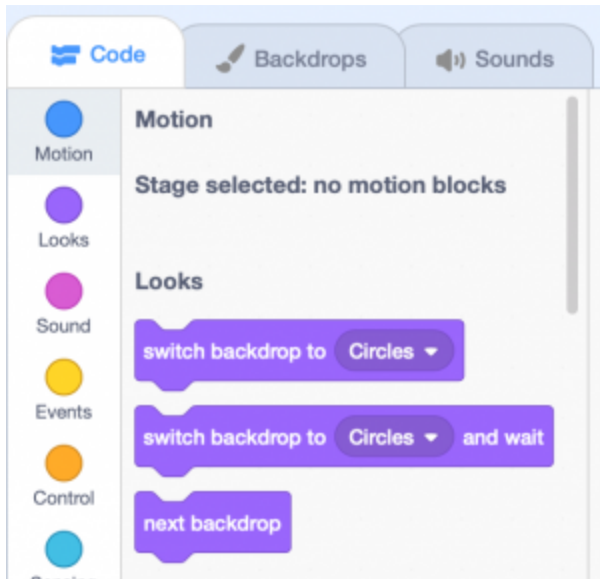 Code
Backdrops
Sounds
Motion
Looks
Sound
Events
Control
Motion
Stage selected: no motion blocks
Looks
switch backdrop to Circles
switch backdrop to Circles and wait
next backdrop